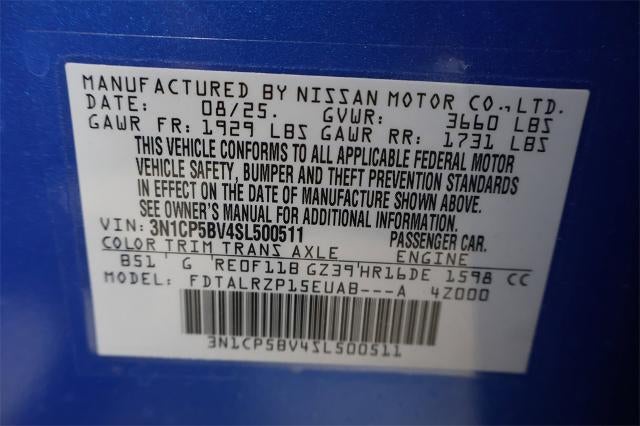 MANUFACTURED BY NISSAN MOTOR CO.,LTD.
DATE: 08/25. GVWR: 3660 LBS
GAWR FR: 1929 LBS GAWR RR: 1731 LBS
THIS VEHICLE CONFORMS TO ALL APPLICABLE FEDERAL MOTOR
VEHICLE SAFETY, BUMPER AND THEFT PREVENTION STANDARDS
IN EFFECT ON THE DATE OF MANUFACTURE SHOWN ABOVE.
SEE OWNER'S MANUAL FOR ADDITIONAL INFORMATION.
VIN: 3N1CP5BV4SL500511 PASSENGER CAR.
COLOR TRIM TRANS AXLE ENGINE
B51 G RE0F11B GZ39 HR16DE 1598 CC
MODEL: FDTALRZP15EUAB---A 4Z000
3N1CP5BV4SL500511